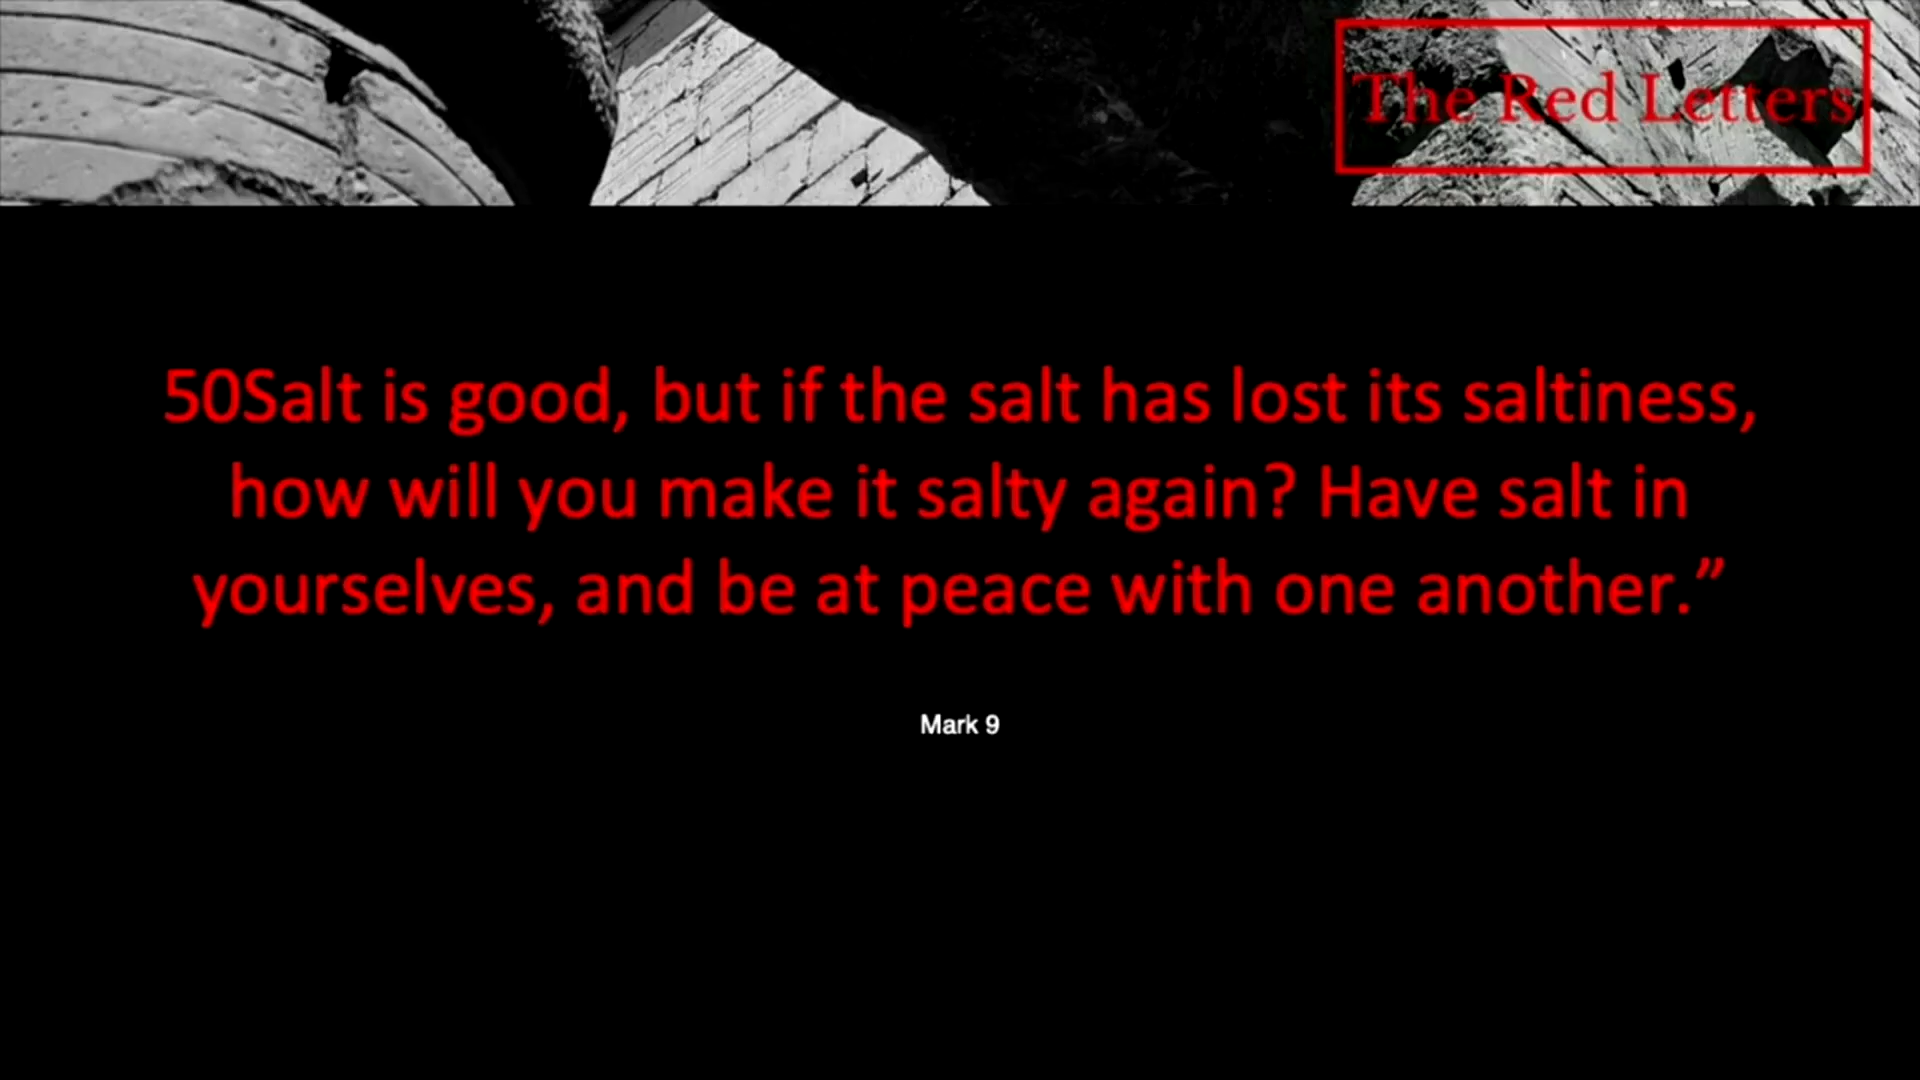 The Red Letters
50Salt is good, but if the salt has lost its saltiness,
how will you make it salty again? Have salt in
yourselves, and be at peace with one another.”
Mark 9